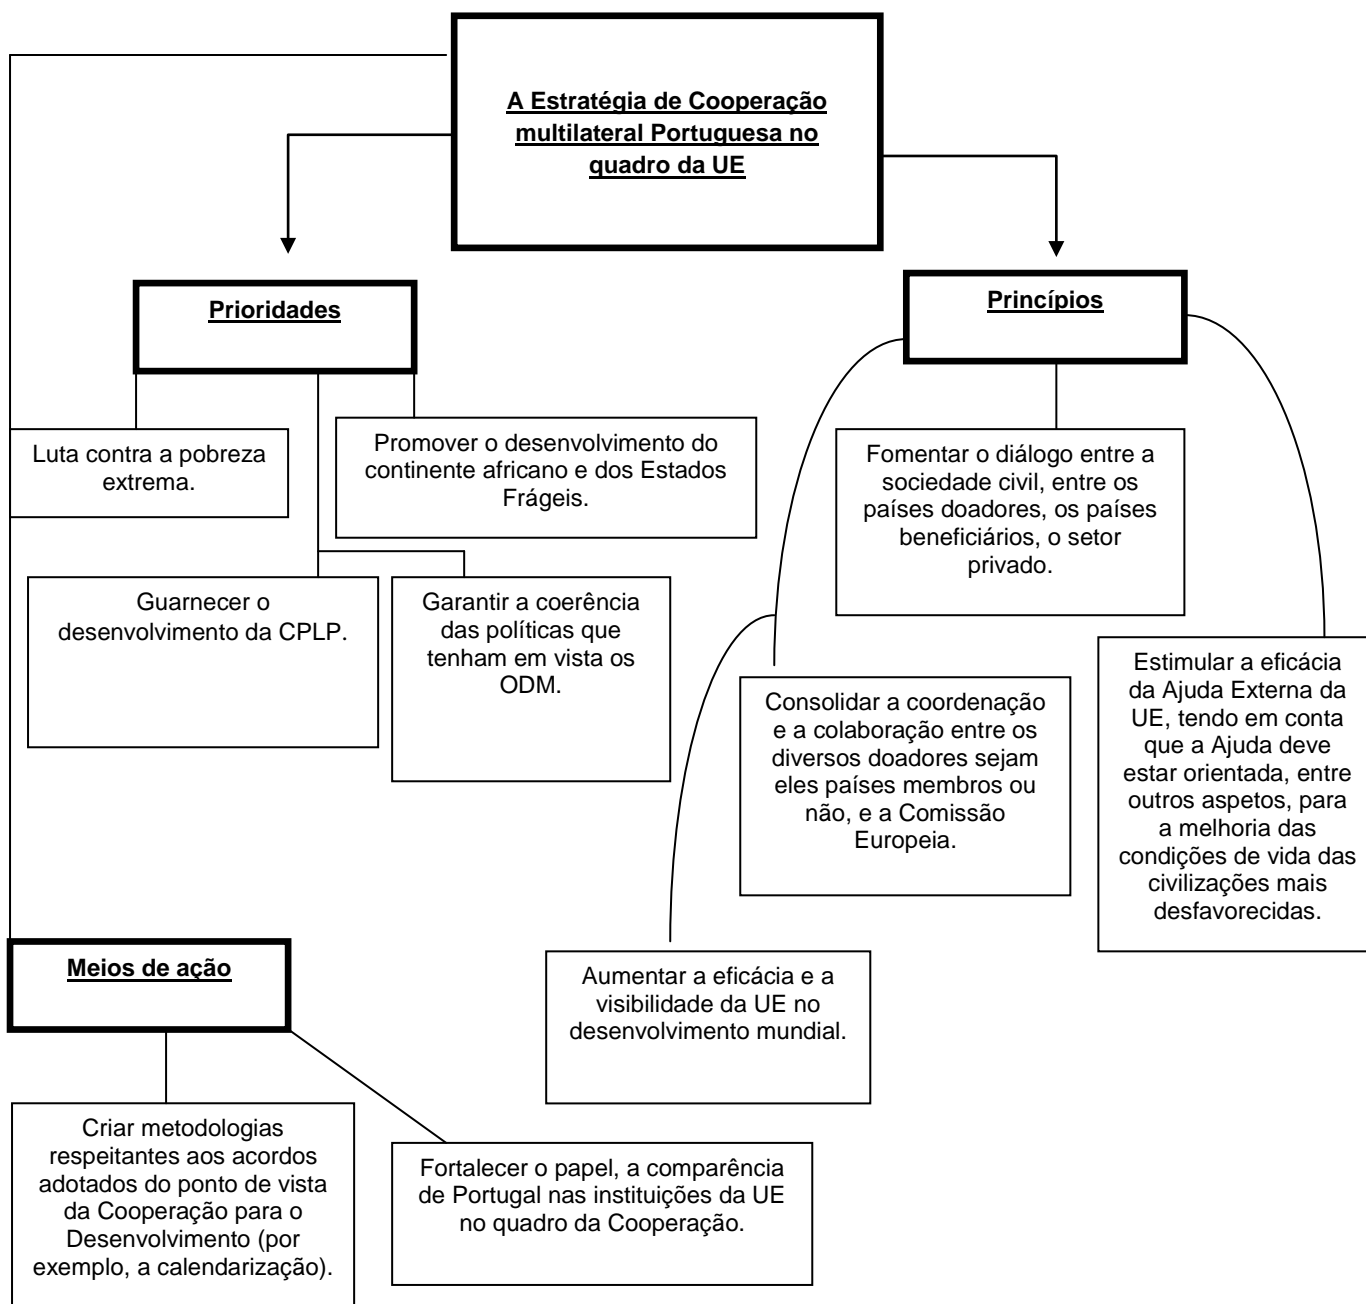 A Estratégia de Cooperação
multilateral Portuguesa no
quadro da UE
Prioridades
Princípios
Luta contra a pobreza
extrema.
Promover o desenvolvimento do
continente africano e dos Estados
Frágeis.
Fomentar o diálogo entre a
sociedade civil, entre os
países doadores, os países
beneficiários, o setor
privado.
Guarnecer o
desenvolvimento da CPLP.
Garantir a coerência
das políticas que
tenham em vista os
ODM.
Consolidar a coordenação
e a colaboração entre os
diversos doadores sejam
eles países membros ou
não, e a Comissão
Europeia.
Estimular a eficácia
da Ajuda Externa da
UE, tendo em conta
que a Ajuda deve
estar orientada, entre
outros aspetos, para
a melhoria das
condições de vida das
civilizações mais
desfavorecidas.
Meios de ação
Aumentar a eficácia e a
visibilidade da UE no
desenvolvimento mundial.
Criar metodologias
respeitantes aos acordos
adotados do ponto de vista
da Cooperação para o
Desenvolvimento (por
exemplo, a calendarização).
Fortalecer o papel, a comparência
de Portugal nas instituições da UE
no quadro da Cooperação.